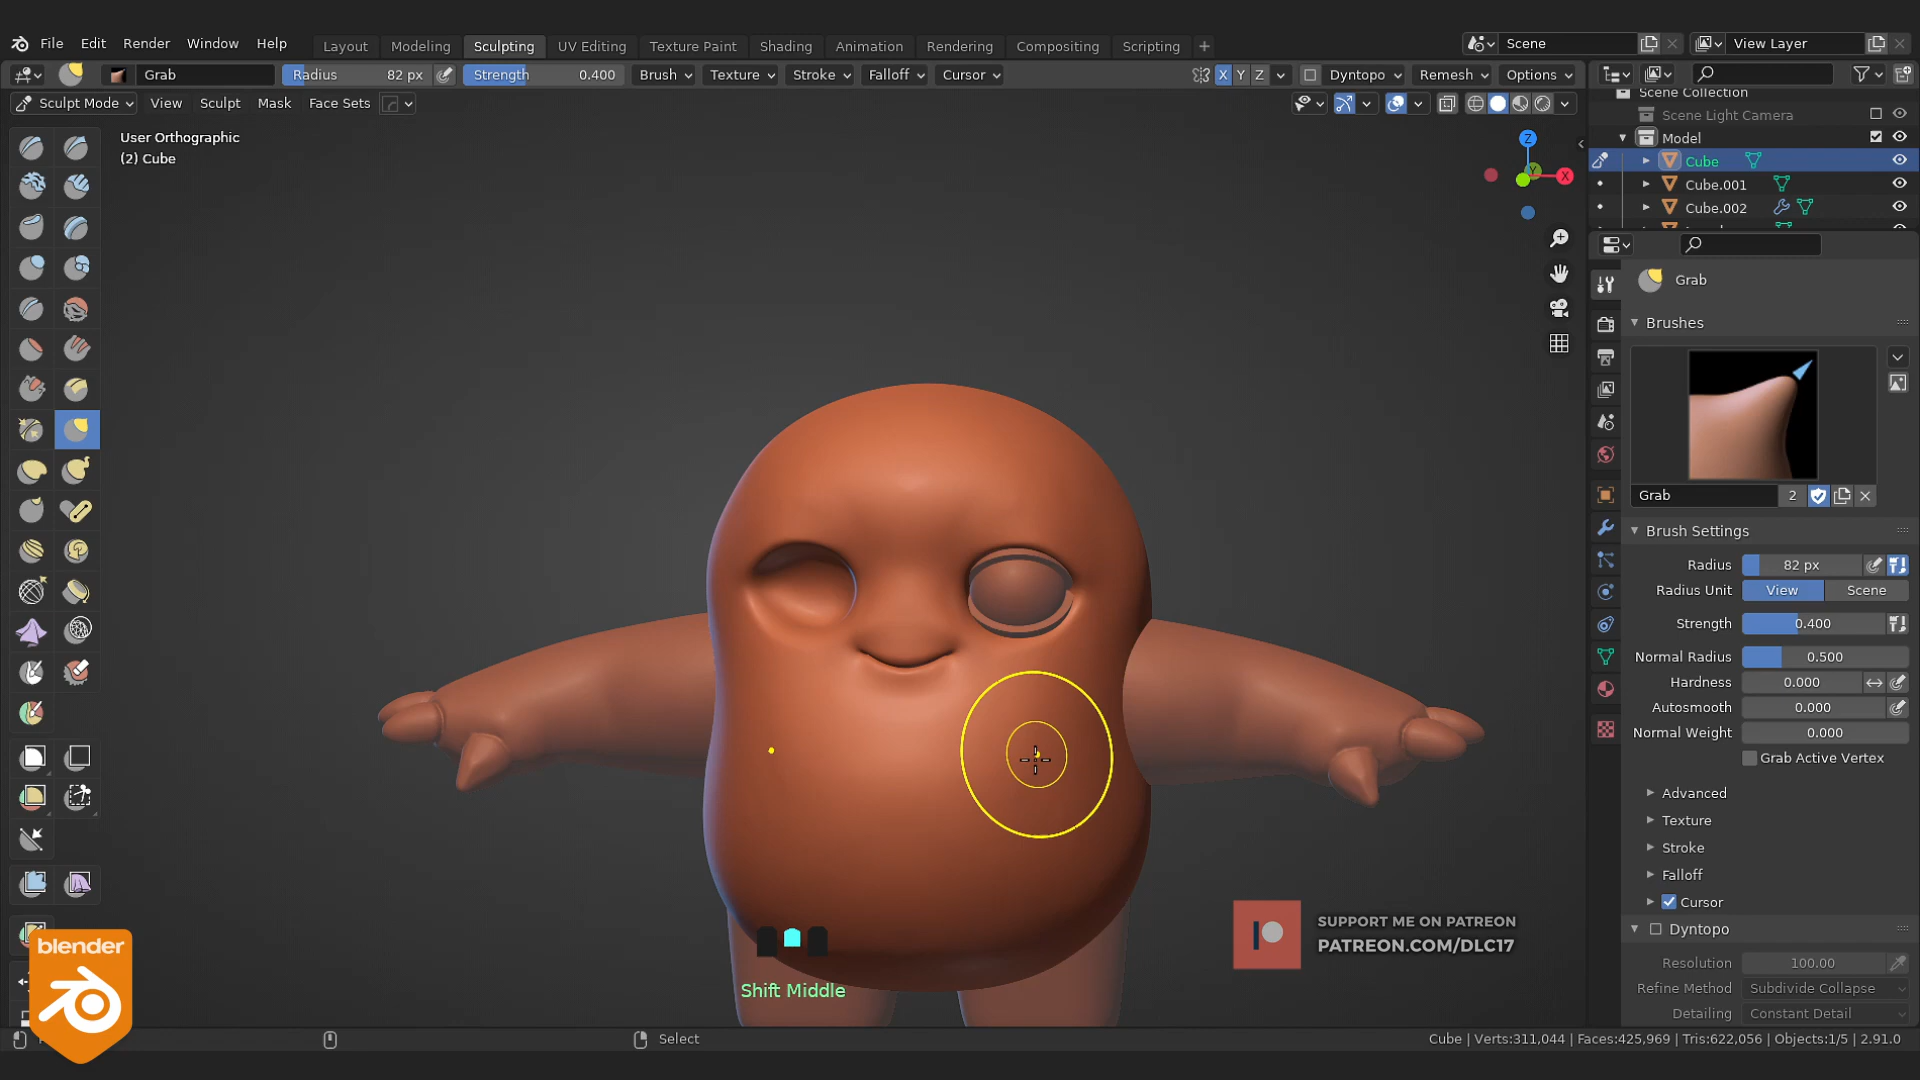 File Edit Render Window Help Layout Modeling Sculpting UV Editing Texture Paint Shading Animation Rendering Compositing Scripting + Scene View Layer
Grab Radius 82 px Strength 0.400 Brush Texture Stroke Falloff Cursor X Y Z Dyntopo Remesh Options
Sculpt Mode View Sculpt Mask Face Sets
User Orthographic
(2) Cube
Z
X
Scene Collection
Scene Light Camera
Model
Cube
Cube.001
Cube.002
Grab
Brushes
Grab 2
Brush Settings
Radius 82 px
Radius Unit View Scene
Strength 0.400
Normal Radius 0.500
Hardness 0.000
Autosmooth 0.000
Normal Weight 0.000
Grab Active Vertex
Advanced
Texture
Stroke
Falloff
Cursor
Dyntopo
Resolution 100.00
Refine Method Subdivide Collapse
Detailing Constant Detail
SUPPORT ME ON PATREON
PATREON.COM/DLC17
blender
Shift Middle
Select
Cube | Verts:311,044 | Faces:425,969 | Tris:622,056 | Objects:1/5 | 2.91.0